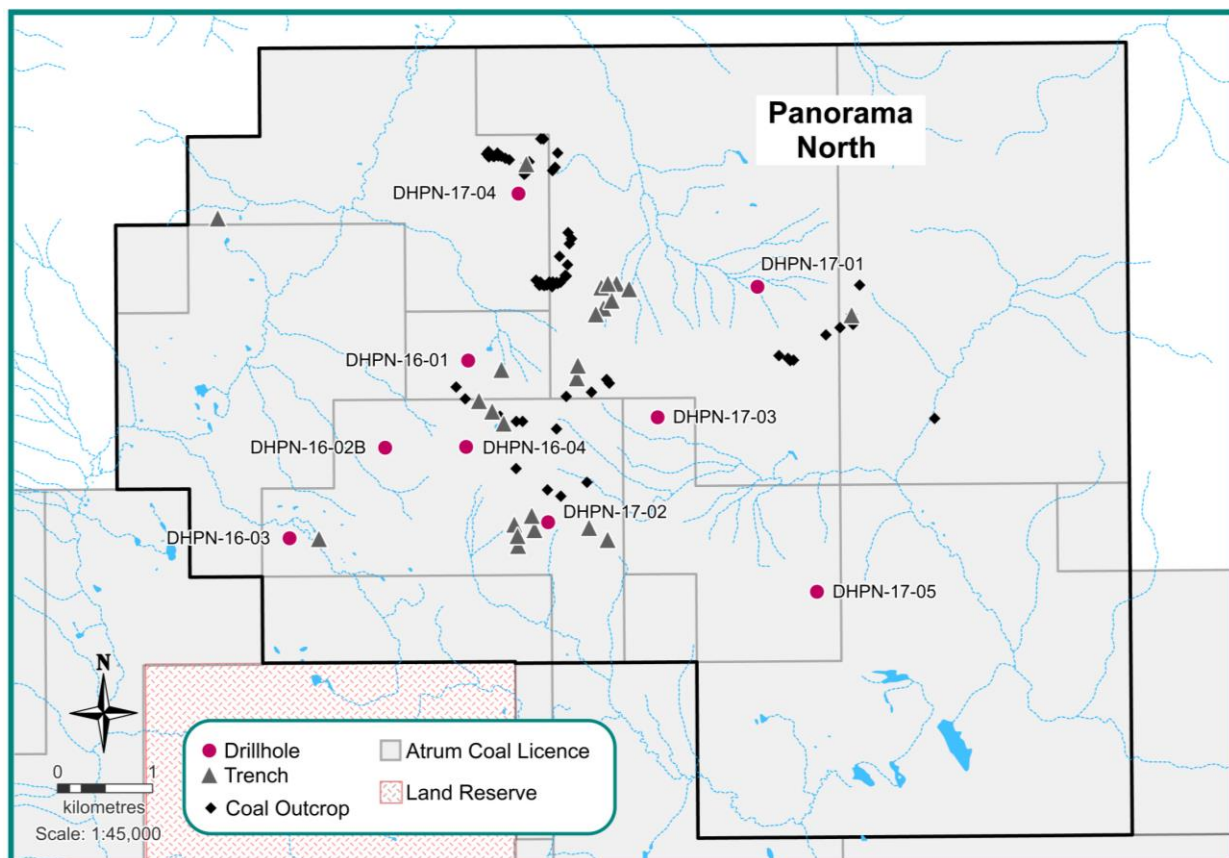 Panorama
North
DHPN-17-04
DHPN-17-01
DHPN-16-01
DHPN-17-03
DHPN-16-02B
DHPN-16-04
DHPN-17-02
DHPN-16-03
DHPN-17-05
N
0 1
kilometres
Scale: 1:45,000
Drillhole
Trench
Coal Outcrop
Atrum Coal Licence
Land Reserve